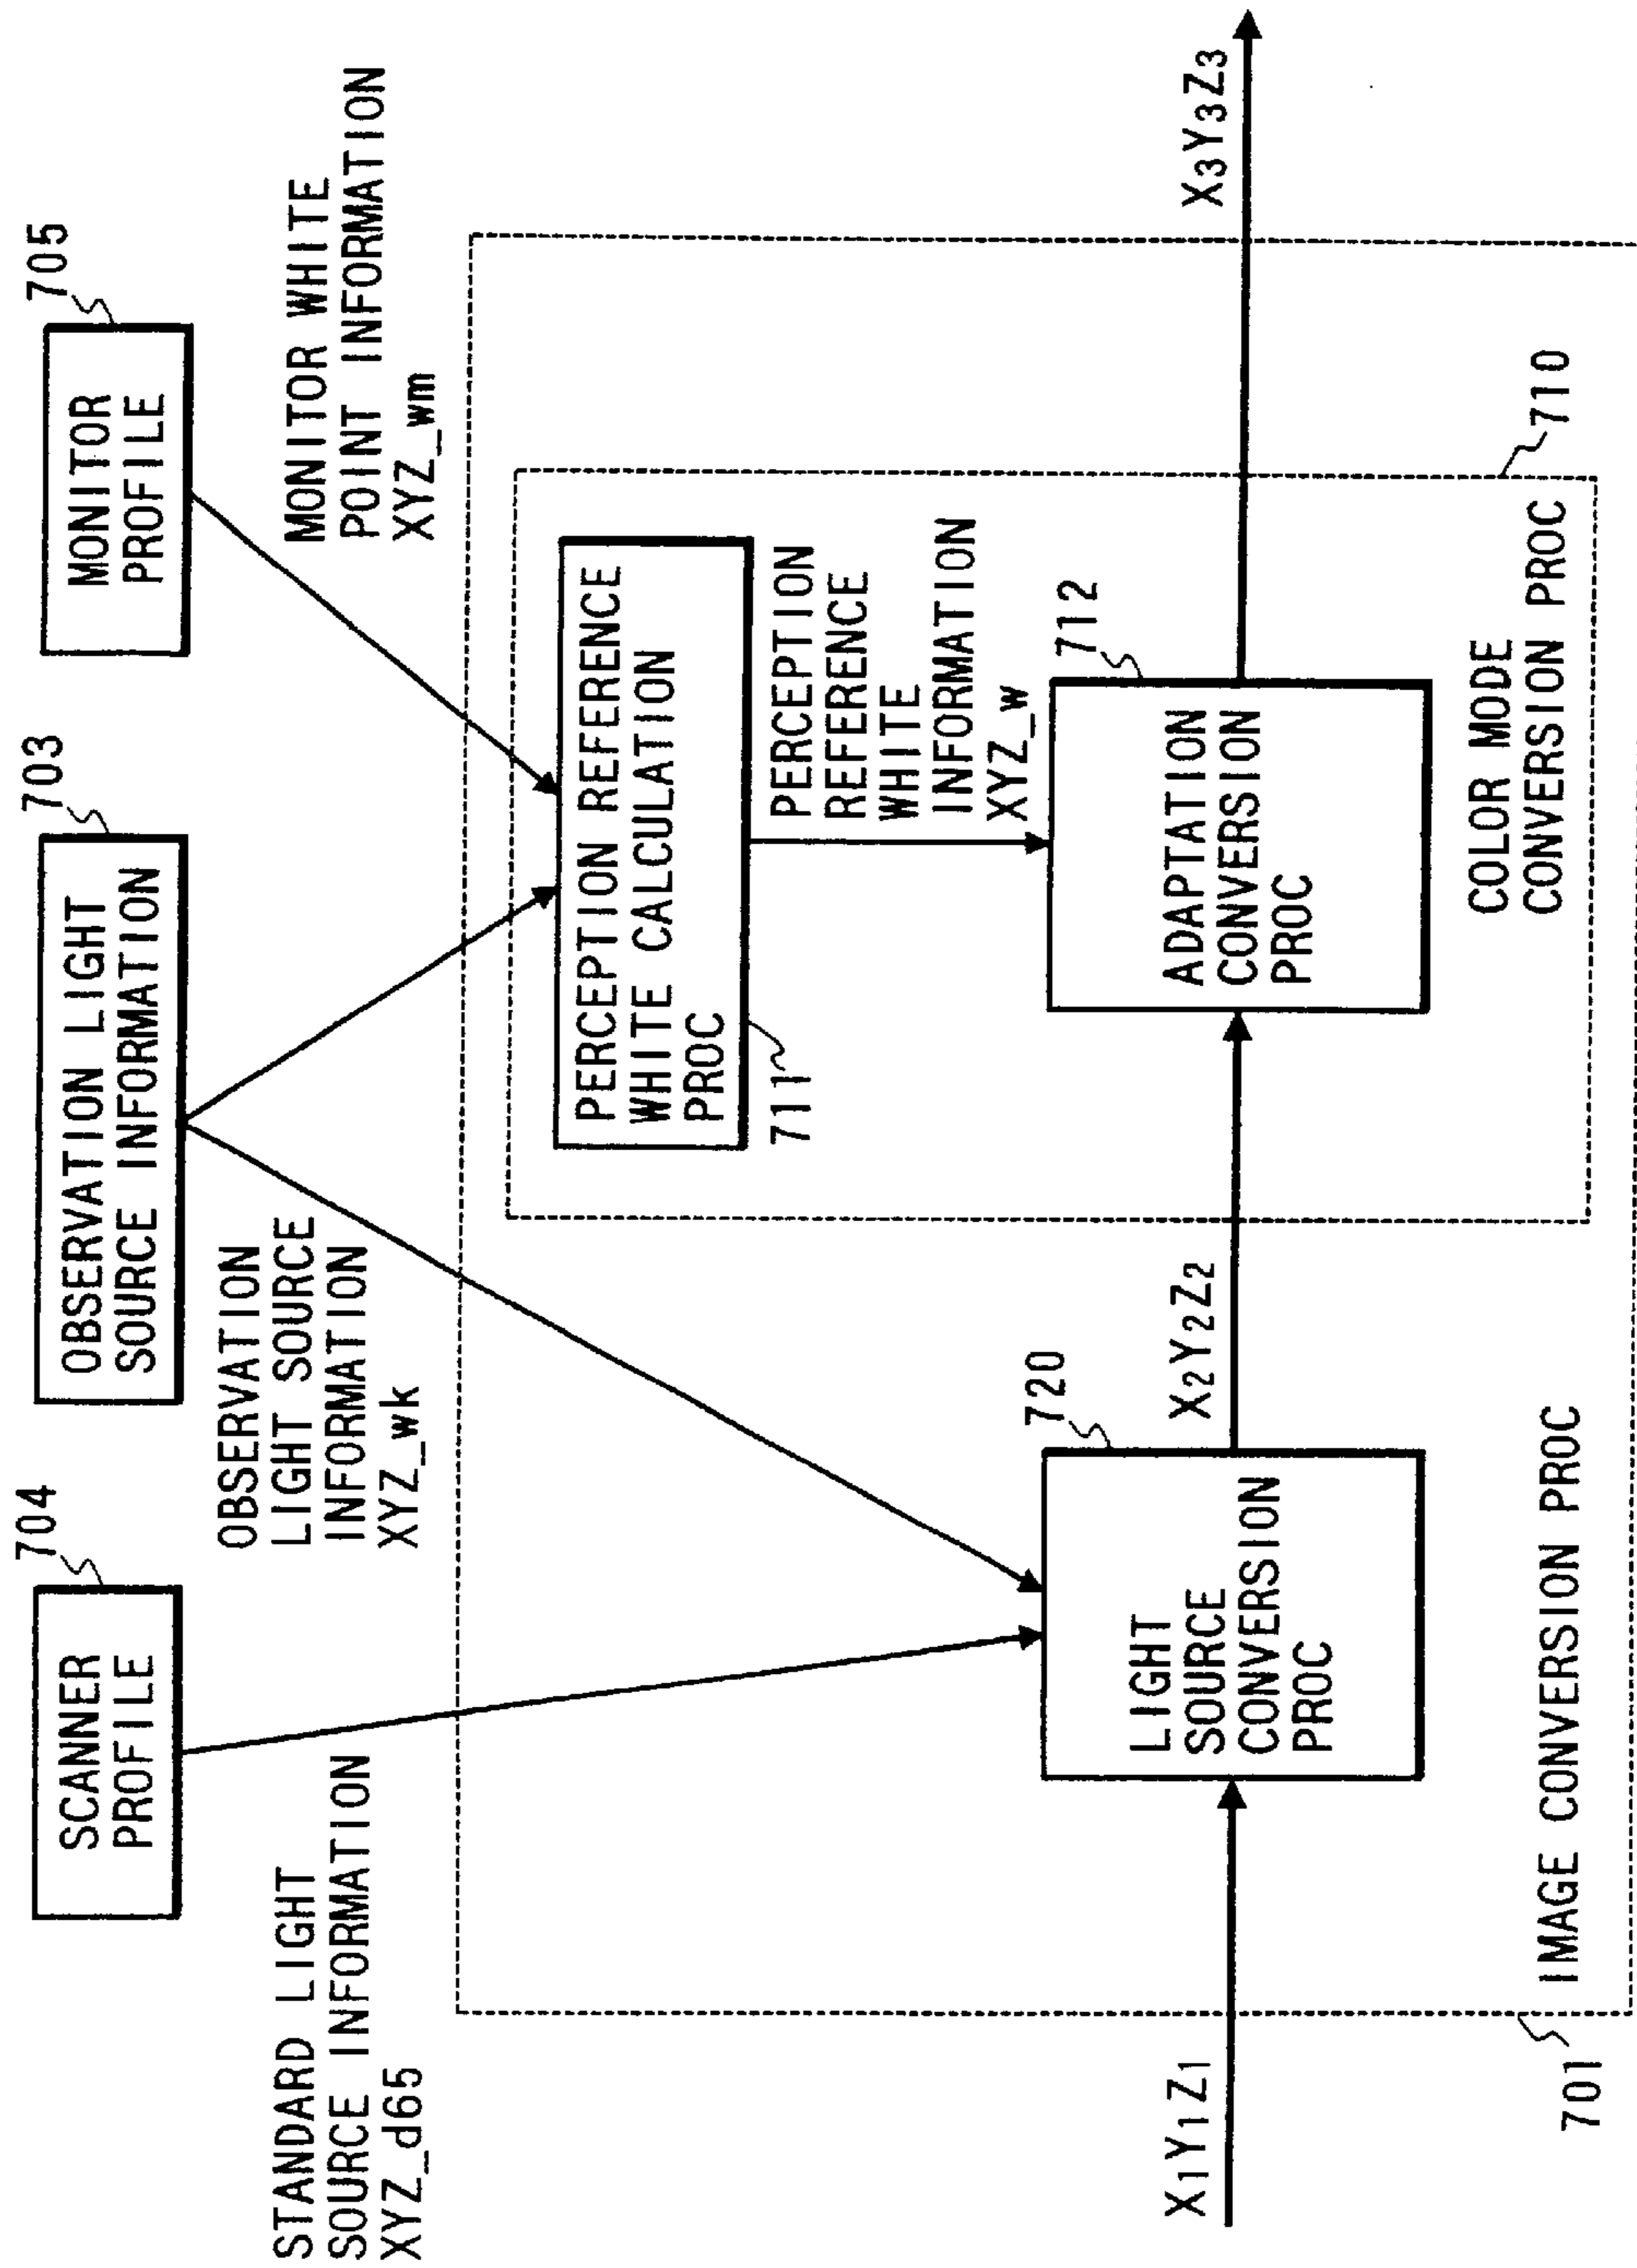 704
SCANNER
PROFILE
703
OBSERVATION LIGHT
SOURCE INFORMATION
705
MONITOR
PROFILE
STANDARD LIGHT
SOURCE INFORMATION
XYZ_d65
OBSERVATION
LIGHT SOURCE
INFORMATION
XYZ_wk
MONITOR WHITE
POINT INFORMATION
XYZ_wm
PERCEPTION REFERENCE
WHITE CALCULATION
PROC
711
PERCEPTION
REFERENCE
WHITE
INFORMATION
XYZ_w
X1Y1Z1
720
LIGHT
SOURCE
CONVERSION
PROC
X2Y2Z2
712
ADAPTATION
CONVERSION
PROC
X3Y3Z3
COLOR MODE
CONVERSION PROC
710
IMAGE CONVERSION PROC
701